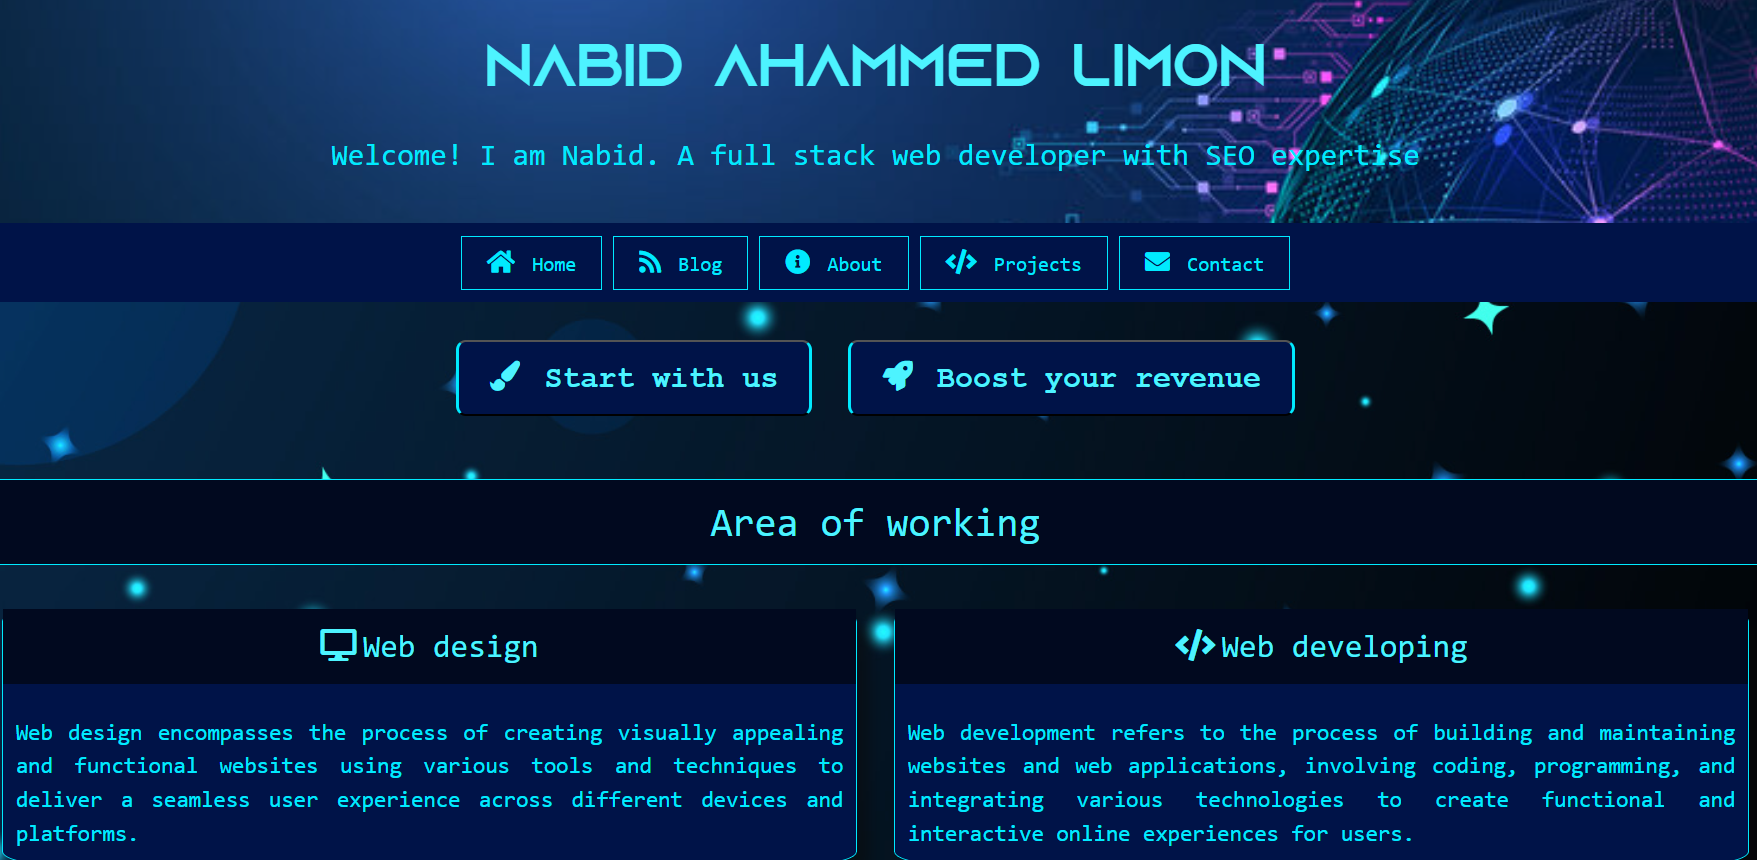 NABID AHAMMED LIMON
Welcome! I am Nabid. A full stack web developer with SEO expertise
Home Blog About Projects Contact
Start with us Boost your revenue
Area of working
Web design
Web design encompasses the process of creating visually appealing
and functional websites using various tools and techniques to
deliver a seamless user experience across different devices and
platforms.
Web developing
Web development refers to the process of building and maintaining
websites and web applications, involving coding, programming, and
integrating various technologies to create functional and
interactive online experiences for users.